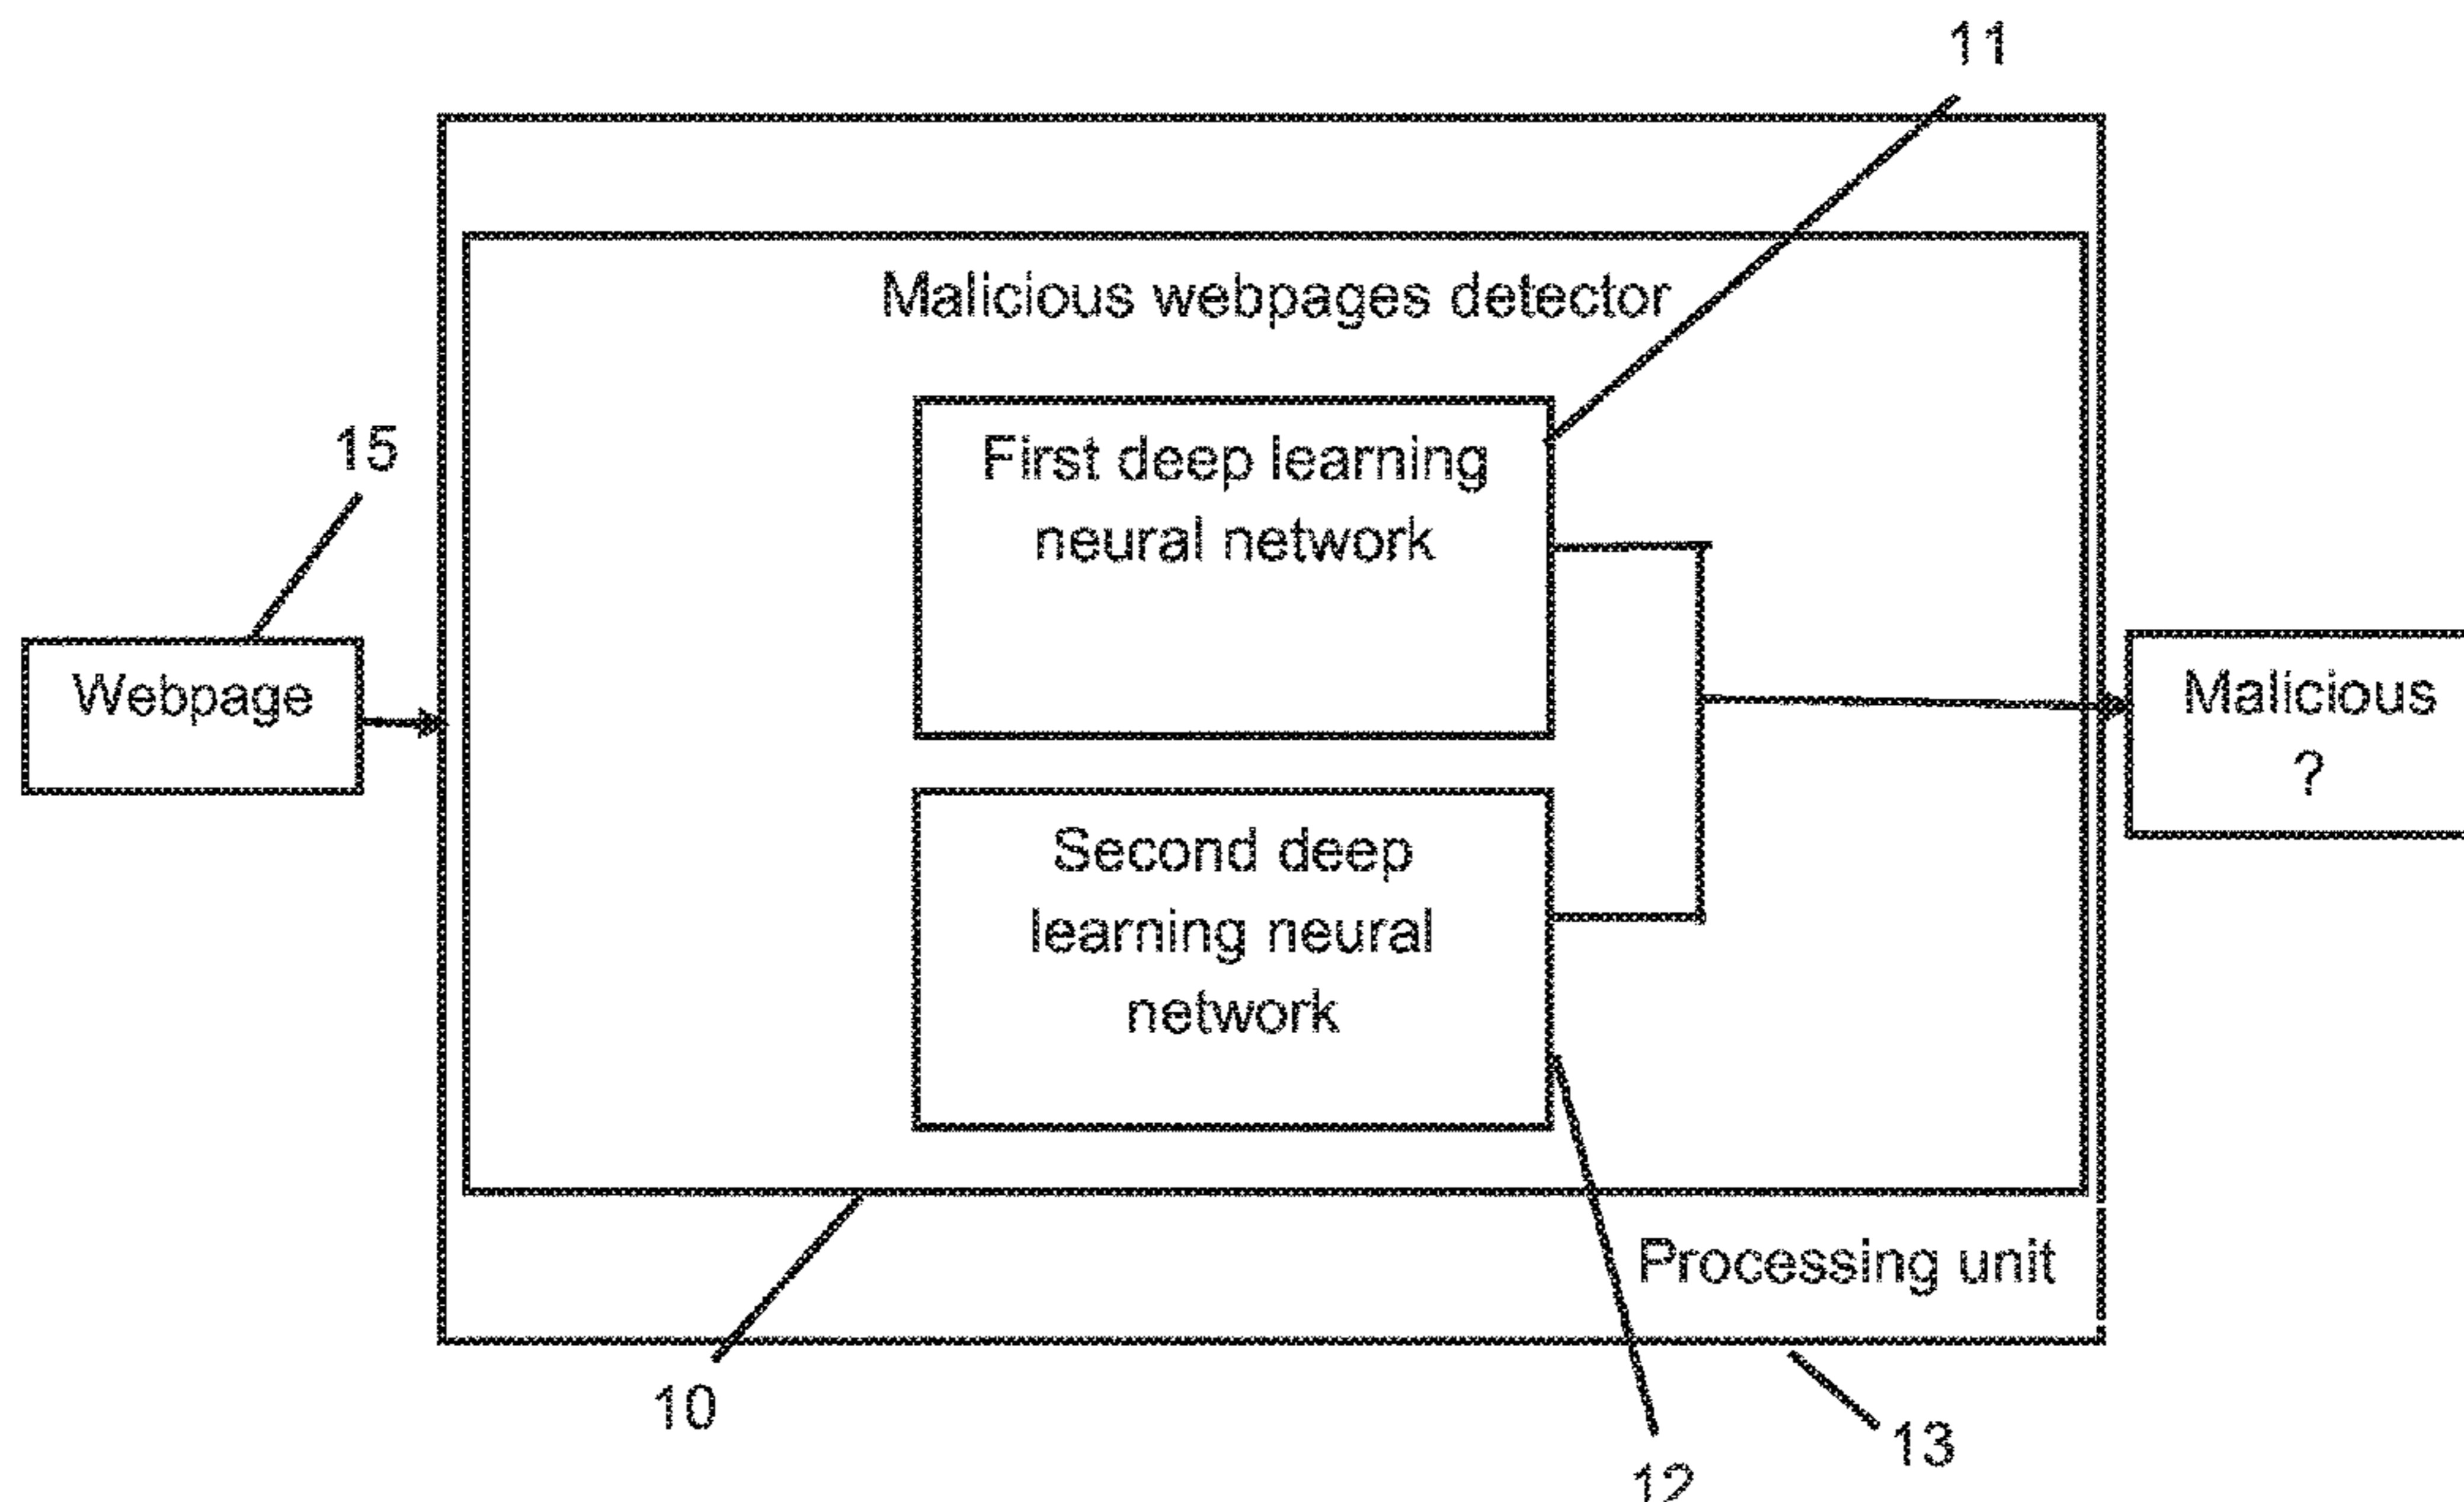 11
Malicious webpages detector
15
First deep learning
neural network
Webpage
Malicious
?
Second deep
learning neural
network
Processing unit
10
13
12